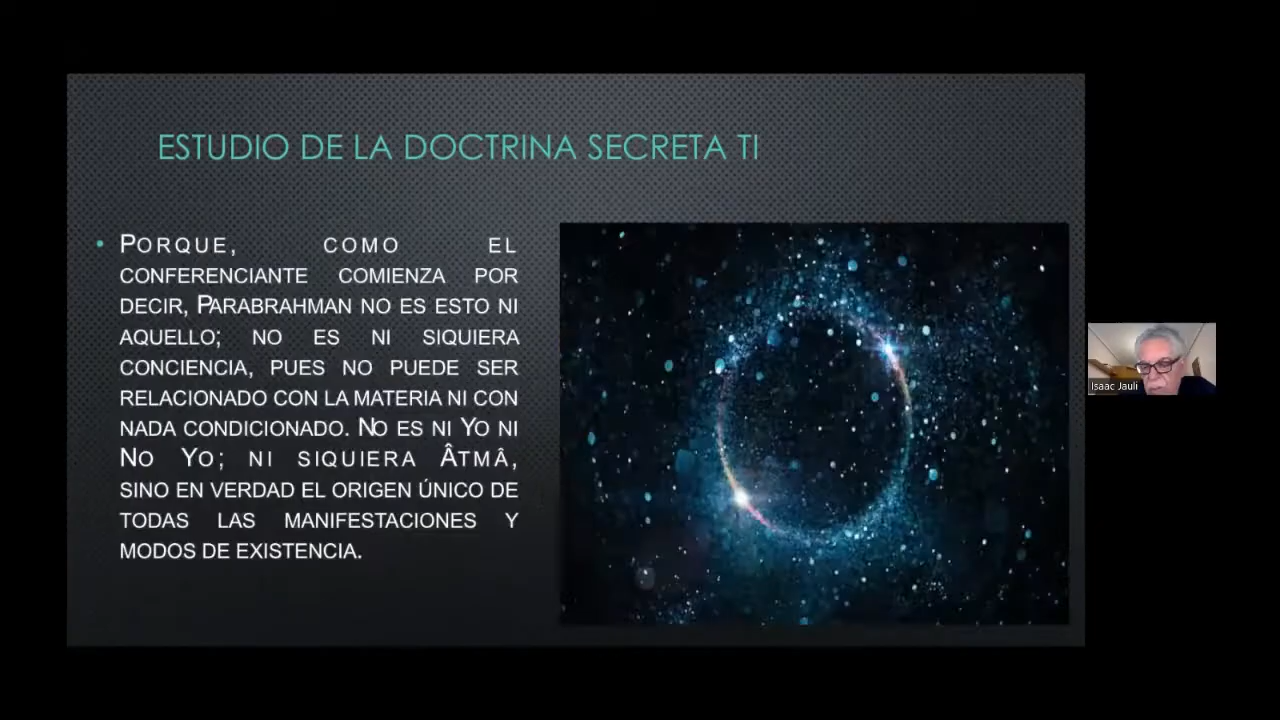 ESTUDIO DE LA DOCTRINA SECRETA TI
• PORQUE, COMO EL
CONFERENCIANTE COMIENZA POR
DECIR, PARABRAHMAN NO ES ESTO NI
AQUELLO; NO ES NI SIQUIERA
CONCIENCIA, PUES NO PUEDE SER
RELACIONADO CON LA MATERIA NI CON
NADA CONDICIONADO. NO ES NI YO NI
NO YO; NI SIQUIERA ÂTMÂ,
SINO EN VERDAD EL ORIGEN ÚNICO DE
TODAS LAS MANIFESTACIONES Y
MODOS DE EXISTENCIA.
Isaac Jauli